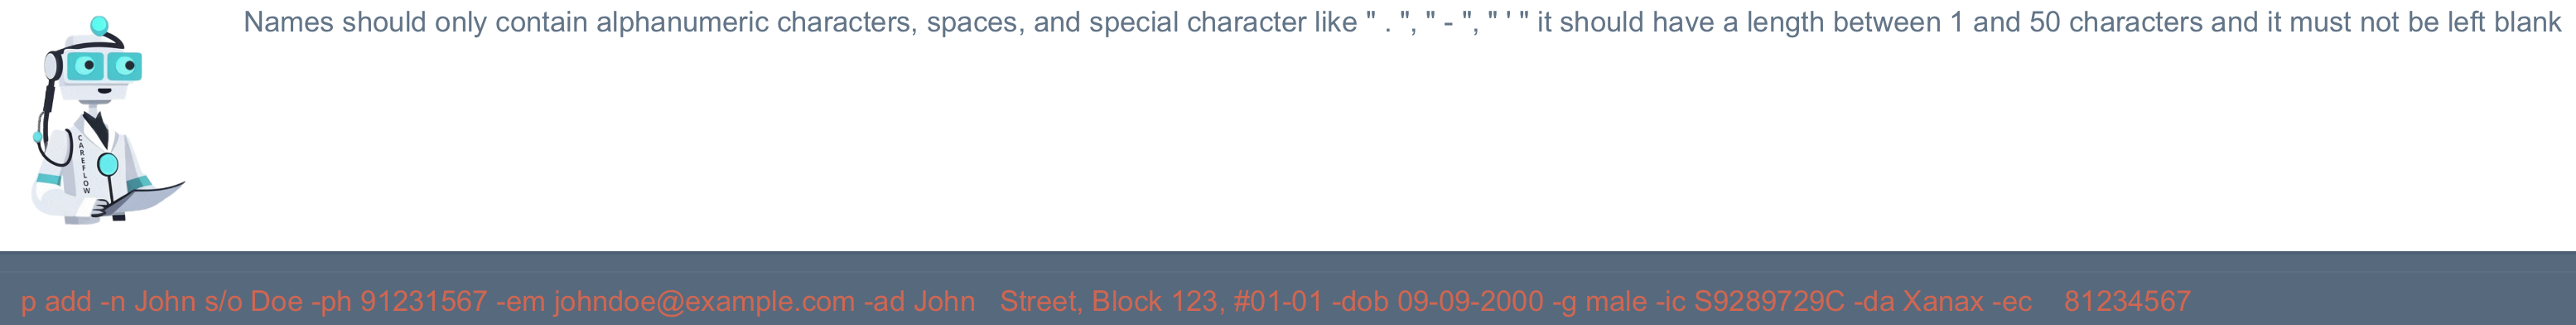 Names should only contain alphanumeric characters, spaces, and special character like " . ", " - ", " ' " it should have a length between 1 and 50 characters and it must not be left blank
CAREFLOW
p add -n John s/o Doe -ph 91231567 -em johndoe@example.com -ad John   Street, Block 123, #01-01 -dob 09-09-2000 -g male -ic S9289729C -da Xanax -ec    81234567